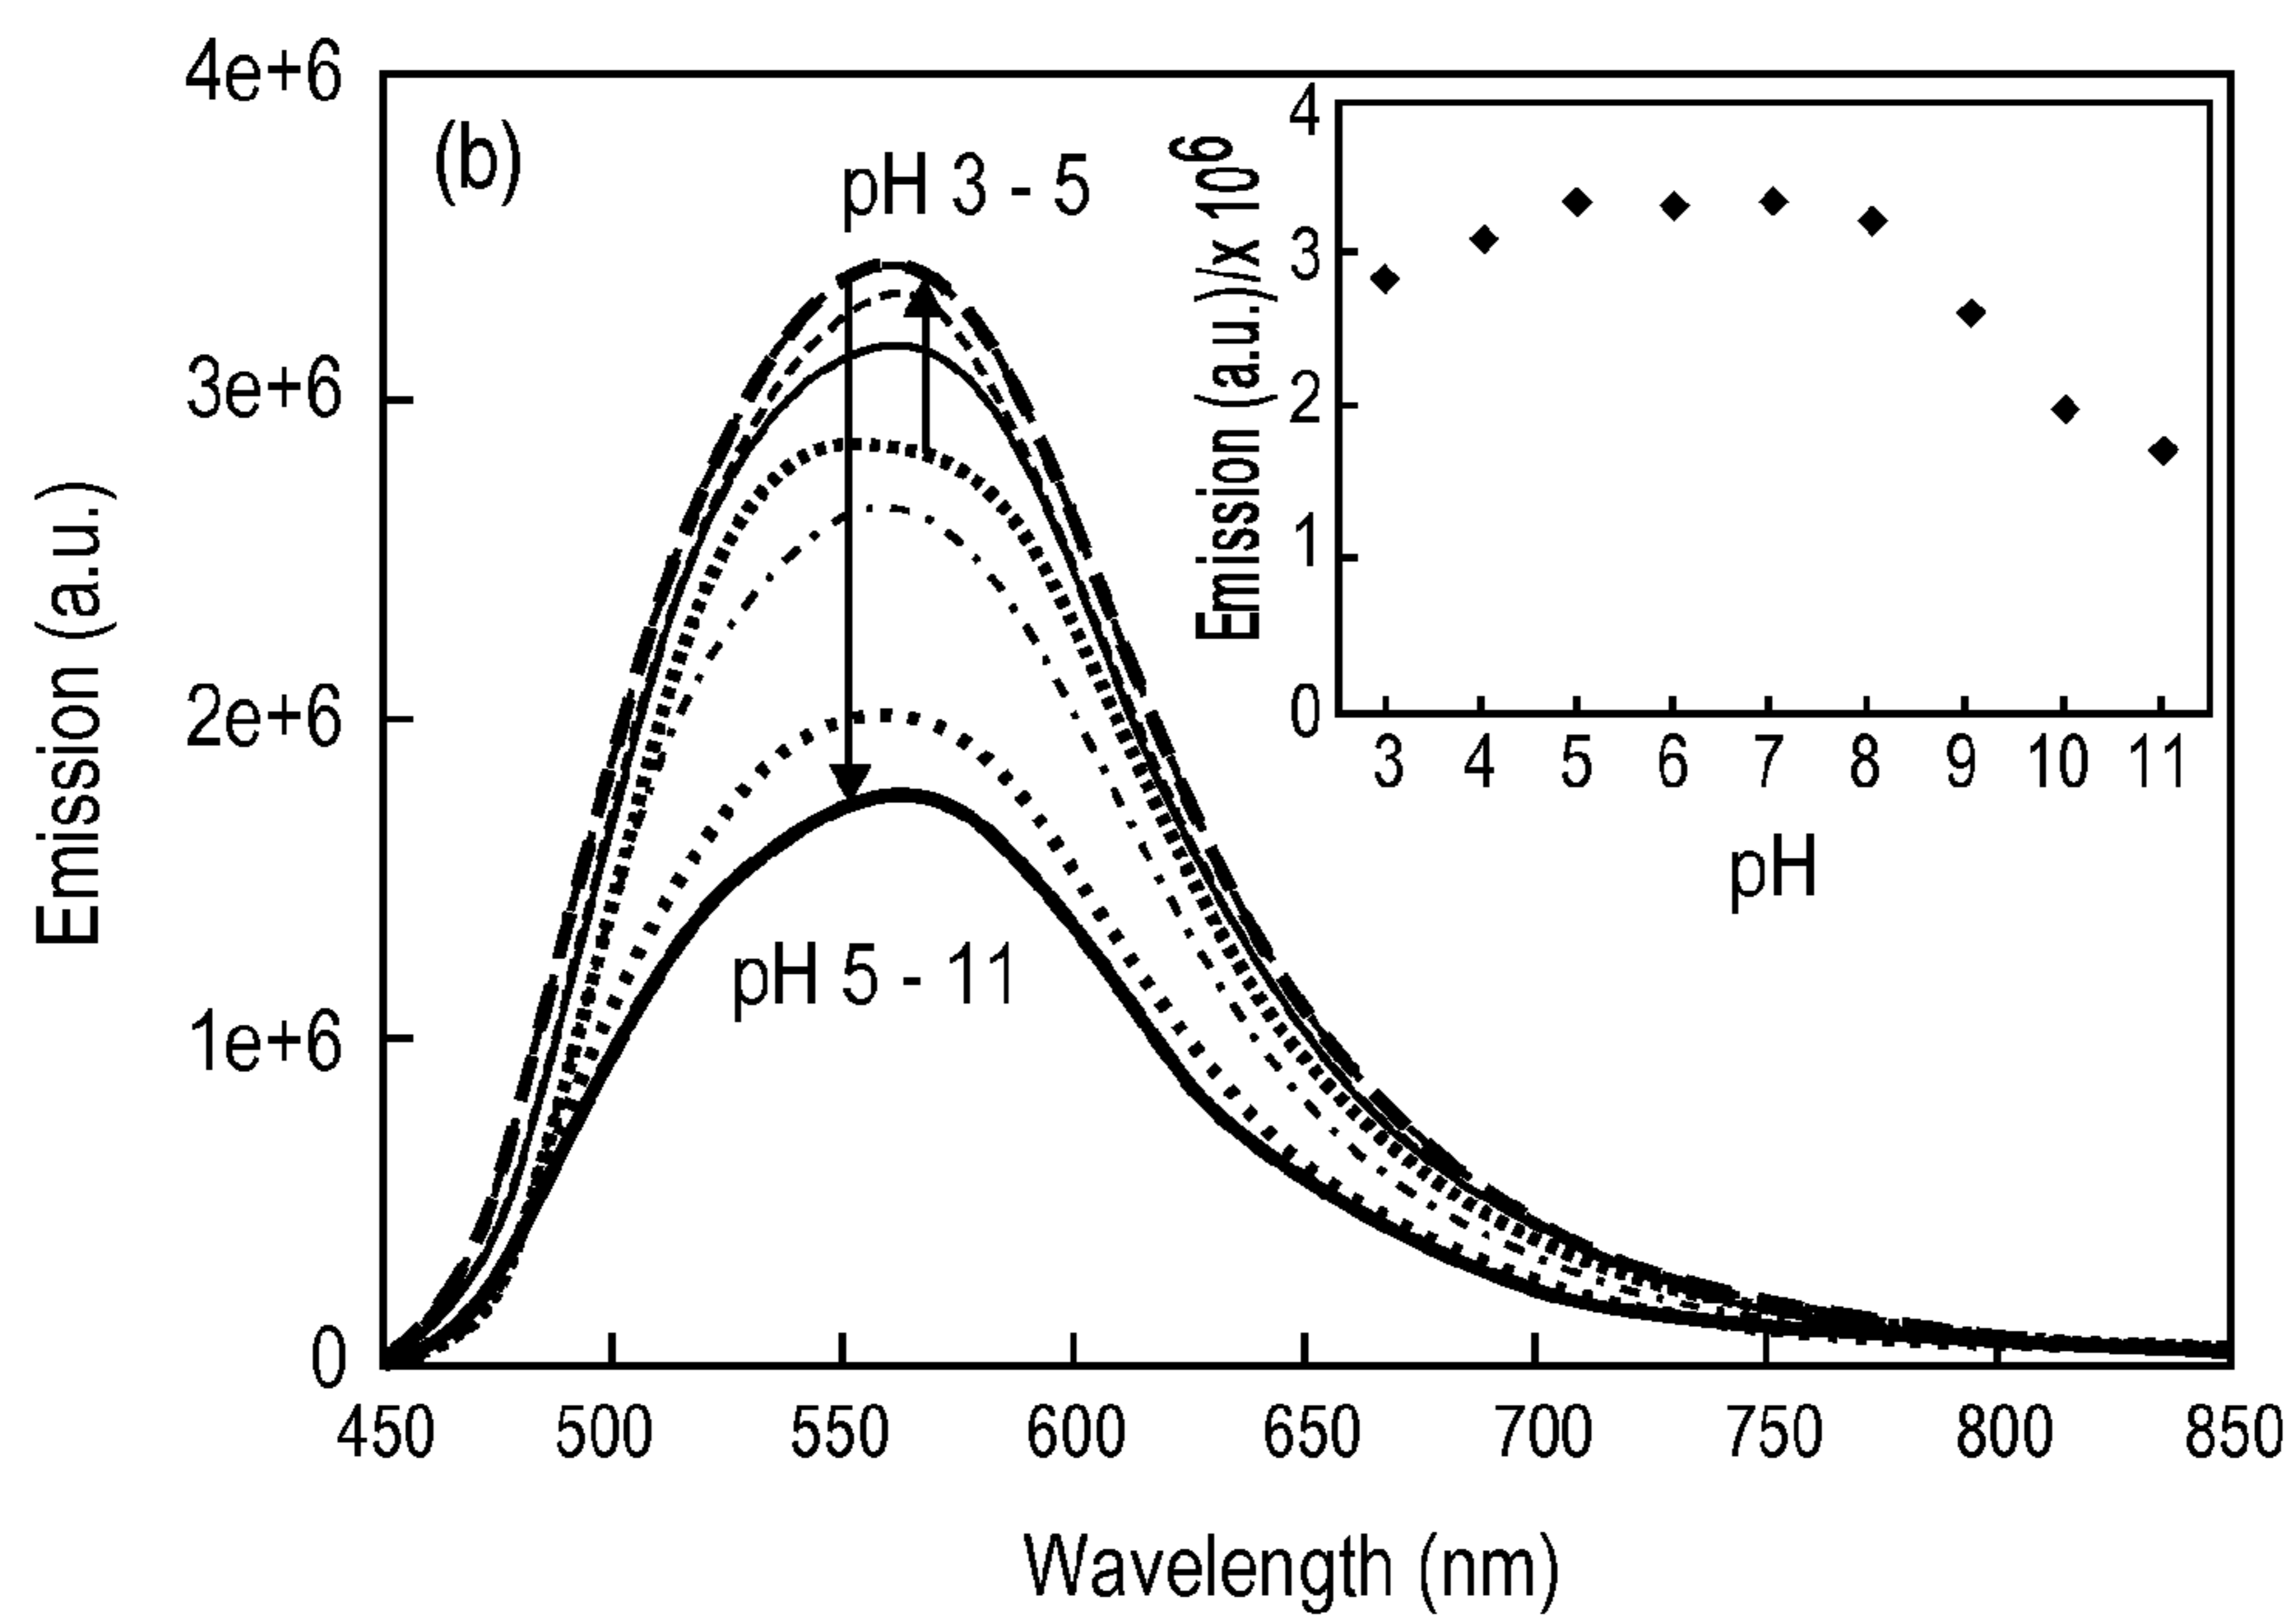 (b)
pH 3 - 5
pH 5 - 11
Emission (a.u.)
4e+6
3e+6
2e+6
1e+6
0
450 500 550 600 650 700 750 800 850
Wavelength (nm)
Emission (a.u.)/x 106
4
3
2
1
0
3 4 5 6 7 8 9 10 11
pH